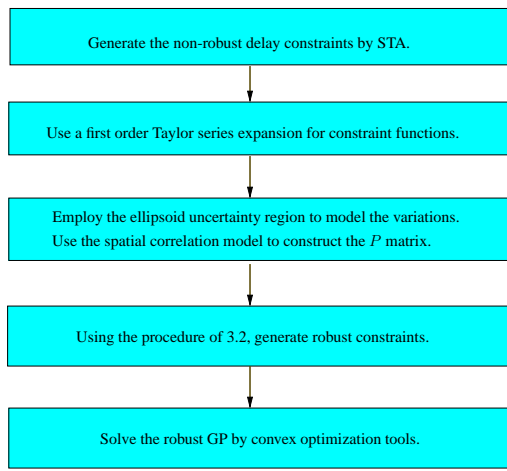 Generate the non-robust delay constraints by STA.
Use a first order Taylor series expansion for constraint functions.
Employ the ellipsoid uncertainty region to model the variations.
Use the spatial correlation model to construct the P matrix.
Using the procedure of 3.2, generate robust constraints.
Solve the robust GP by convex optimization tools.